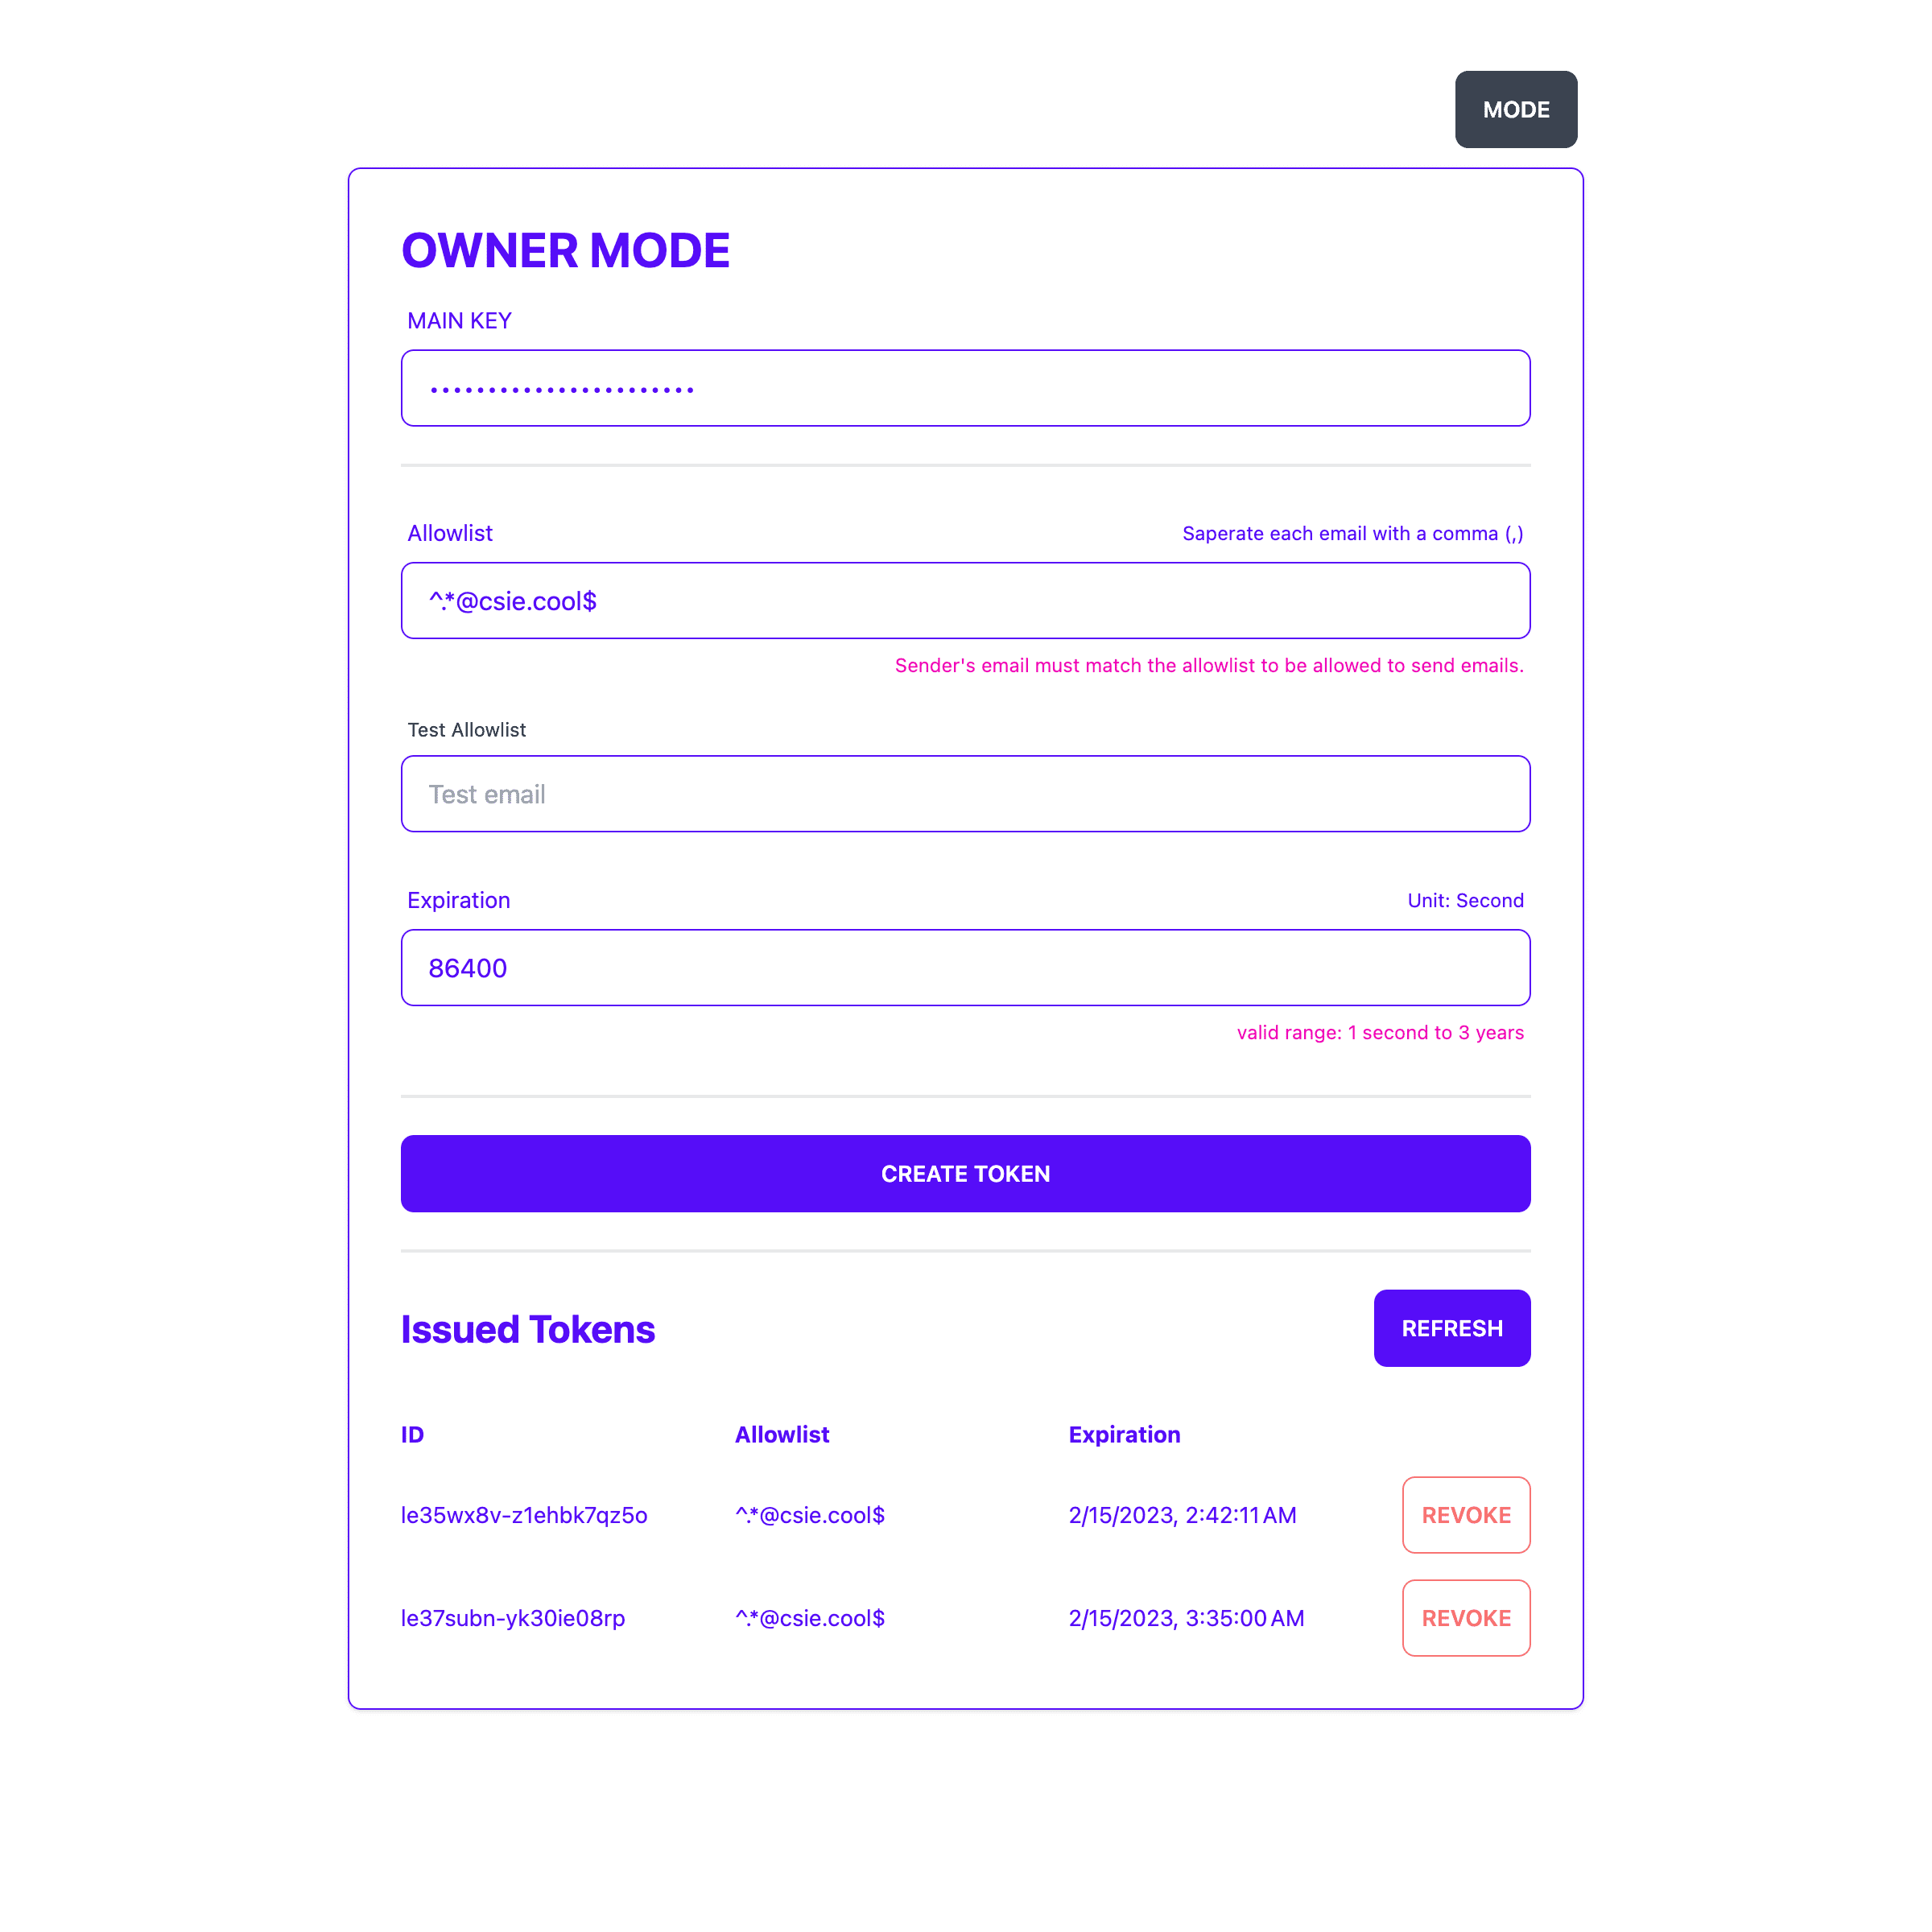 MODE
OWNER MODE
MAIN KEY
•••••••••••••••••••••••
Allowlist Saperate each email with a comma (,)
^.*@csie.cool$
Sender's email must match the allowlist to be allowed to send emails.
Test Allowlist
Test email
Expiration Unit: Second
86400
valid range: 1 second to 3 years
CREATE TOKEN
Issued Tokens REFRESH
ID Allowlist Expiration
le35wx8v-z1ehbk7qz5o ^.*@csie.cool$ 2/15/2023, 2:42:11 AM REVOKE
le37subn-yk30ie08rp ^.*@csie.cool$ 2/15/2023, 3:35:00 AM REVOKE